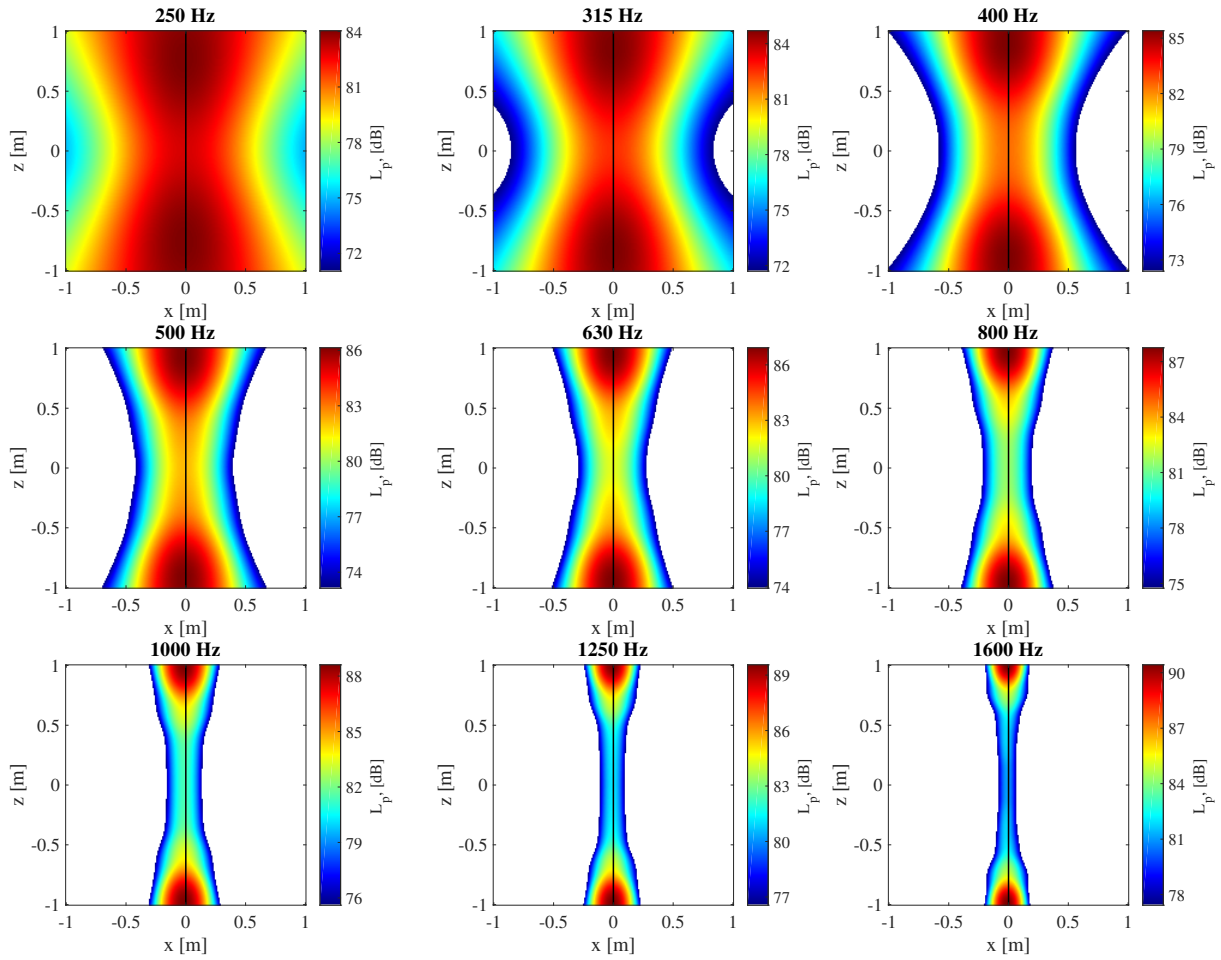 250 Hz
1
0.5
0
-0.5
-1
z [m]
-1 -0.5 0 0.5 1
x [m]
84
81
78
75
72
L_p, [dB]
315 Hz
1
0.5
0
-0.5
-1
z [m]
-1 -0.5 0 0.5 1
x [m]
84
81
78
75
72
L_p, [dB]
400 Hz
1
0.5
0
-0.5
-1
z [m]
-1 -0.5 0 0.5 1
x [m]
85
82
79
76
73
L_p, [dB]
500 Hz
1
0.5
0
-0.5
-1
z [m]
-1 -0.5 0 0.5 1
x [m]
86
83
80
77
74
L_p, [dB]
630 Hz
1
0.5
0
-0.5
-1
z [m]
-1 -0.5 0 0.5 1
x [m]
86
83
80
77
74
L_p, [dB]
800 Hz
1
0.5
0
-0.5
-1
z [m]
-1 -0.5 0 0.5 1
x [m]
87
84
81
78
75
L_p, [dB]
1000 Hz
1
0.5
0
-0.5
-1
z [m]
-1 -0.5 0 0.5 1
x [m]
88
85
82
79
76
L_p, [dB]
1250 Hz
1
0.5
0
-0.5
-1
z [m]
-1 -0.5 0 0.5 1
x [m]
89
86
83
80
77
L_p, [dB]
1600 Hz
1
0.5
0
-0.5
-1
z [m]
-1 -0.5 0 0.5 1
x [m]
90
87
84
81
78
L_p, [dB]